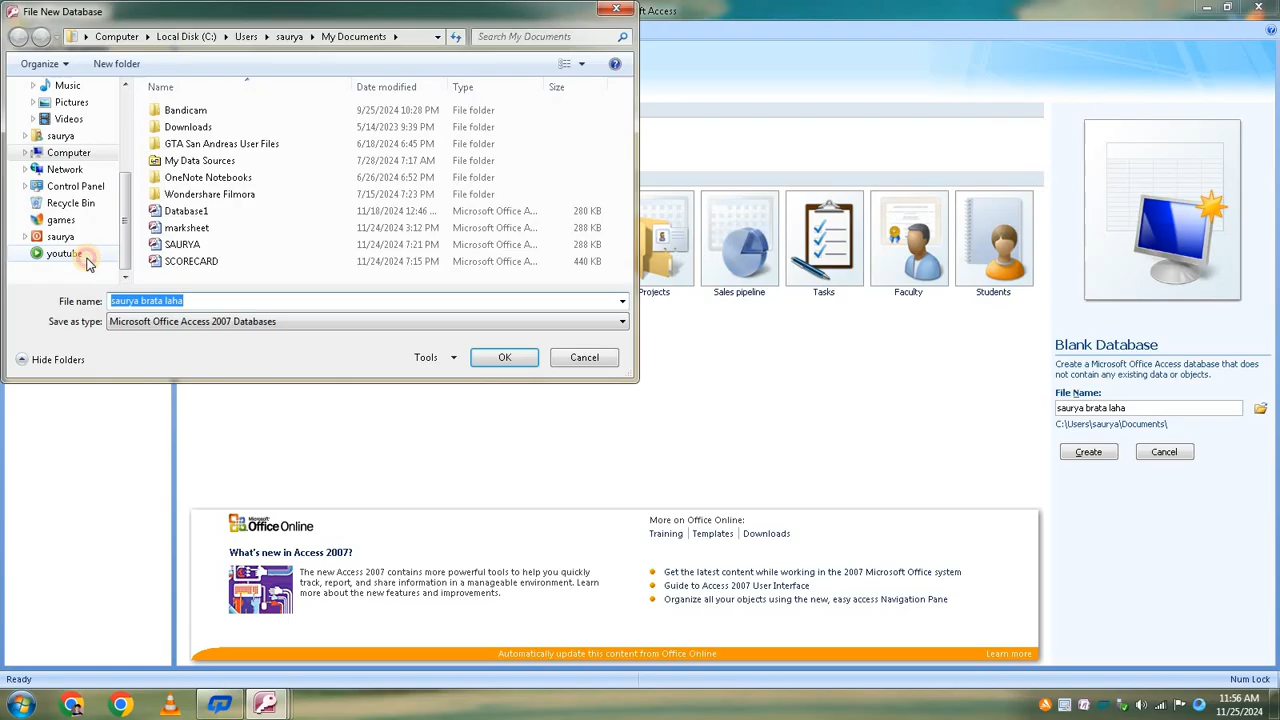 File New Database
Computer ▸ Local Disk (C:) ▸ Users ▸ saurya ▸ My Documents ▸
Search My Documents
Organize
New folder
Name Date modified Type Size
Music
Pictures
Videos
saurya
Computer
Network
Control Panel
Recycle Bin
games
saurya
youtube
Bandicam 9/25/2024 10:28 PM File folder
Downloads 5/14/2023 9:39 PM File folder
GTA San Andreas User Files 6/18/2024 6:45 PM File folder
My Data Sources 7/28/2024 7:17 AM File folder
OneNote Notebooks 6/26/2024 6:52 PM File folder
Wondershare Filmora 7/15/2024 7:23 PM File folder
Database1 11/18/2024 12:46 ... Microsoft Office A... 280 KB
marksheet 11/24/2024 3:12 PM Microsoft Office A... 288 KB
SAURYA 11/24/2024 7:21 PM Microsoft Office A... 288 KB
SCORECARD 11/24/2024 7:15 PM Microsoft Office A... 440 KB
File name: saurya brata laha
Save as type: Microsoft Office Access 2007 Databases
Hide Folders
Tools
OK
Cancel
ft Access
Projects
Sales pipeline
Tasks
Faculty
Students
Blank Database
Create a Microsoft Office Access database that does
not contain any existing data or objects.
File Name:
saurya brata laha
C:\Users\saurya\Documents\
Create
Cancel
Microsoft
Office Online
What's new in Access 2007?
The new Access 2007 contains more powerful tools to help you quickly
track, report, and share information in a manageable environment. Learn
more about the new features and improvements.
More on Office Online:
Training | Templates | Downloads
Get the latest content while working in the 2007 Microsoft Office system
Guide to Access 2007 User Interface
Organize all your objects using the new, easy access Navigation Pane
Automatically update this content from Office Online
Learn more
Ready
Num Lock
11:56 AM
11/25/2024